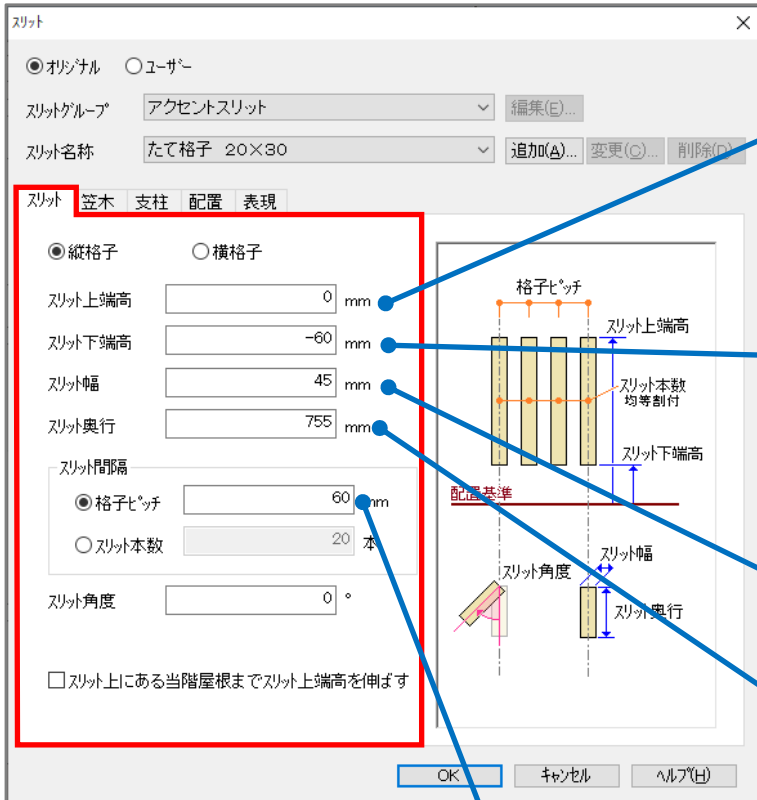 スリット
オリジナル ユーザー
スリットグループ アクセントスリット 編集(E)...
スリット名称 たて格子 20×30 追加(A)... 変更(C)... 削除(D)
スリット 笠木 支柱 配置 表現
縦格子 横格子
スリット上端高 0 mm
スリット下端高 -60 mm
スリット幅 45 mm
スリット奥行 755 mm
スリット間隔
格子ピッチ 60 mm
スリット本数 20 本
スリット角度 0 °
スリット上にある当階屋根までスリット上端高を伸ばす
格子ピッチ
スリット上端高
スリット本数
均等割付
スリット下端高
配置基準
スリット角度
スリット幅
スリット奥行
OK キャンセル ヘルプ(H)